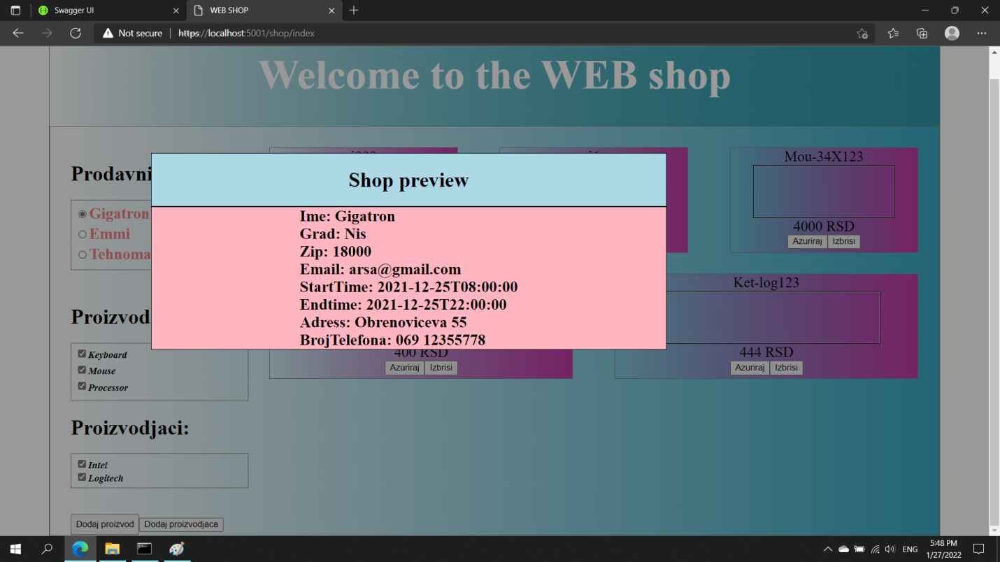 Swagger UI
WEB SHOP
Not secure
https://localhost:5001/shop/index
Welcome to the WEB shop
Mou-34X123
4000 RSD
Azuriraj
Izbrisi
Shop preview
Ime: Gigatron
Grad: Nis
Zip: 18000
Email: arsa@gmail.com
StartTime: 2021-12-25T08:00:00
Endtime: 2021-12-25T22:00:00
Adress: Obrenoviceva 55
BrojTelefona: 069 12355778
Prodavni
Gigatron
Emmi
Tehnoma
Proizvod
Keyboard
Mouse
Processor
400 RSD
Azuriraj
Izbrisi
Ket-log123
444 RSD
Azuriraj
Izbrisi
Proizvodjaci:
Intel
Logitech
Dodaj proizvod
Dodaj proizvodjaca
ENG
5:48 PM
1/27/2022